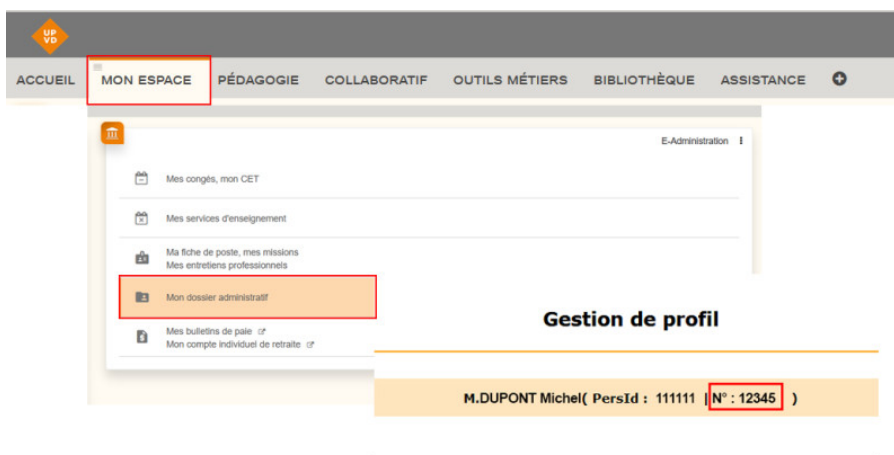 UP
VD
ACCUEIL MON ESPACE PÉDAGOGIE COLLABORATIF OUTILS MÉTIERS BIBLIOTHÈQUE ASSISTANCE
E-Administration
Mes congés, mon CET
Mes services d'enseignement
Ma fiche de poste, mes missions
Mes entretiens professionnels
Mon dossier administratif
Mes bulletins de paie
Mon compte individuel de retraite
Gestion de profil
M.DUPONT Michel( PersId : 111111 | N° : 12345 )